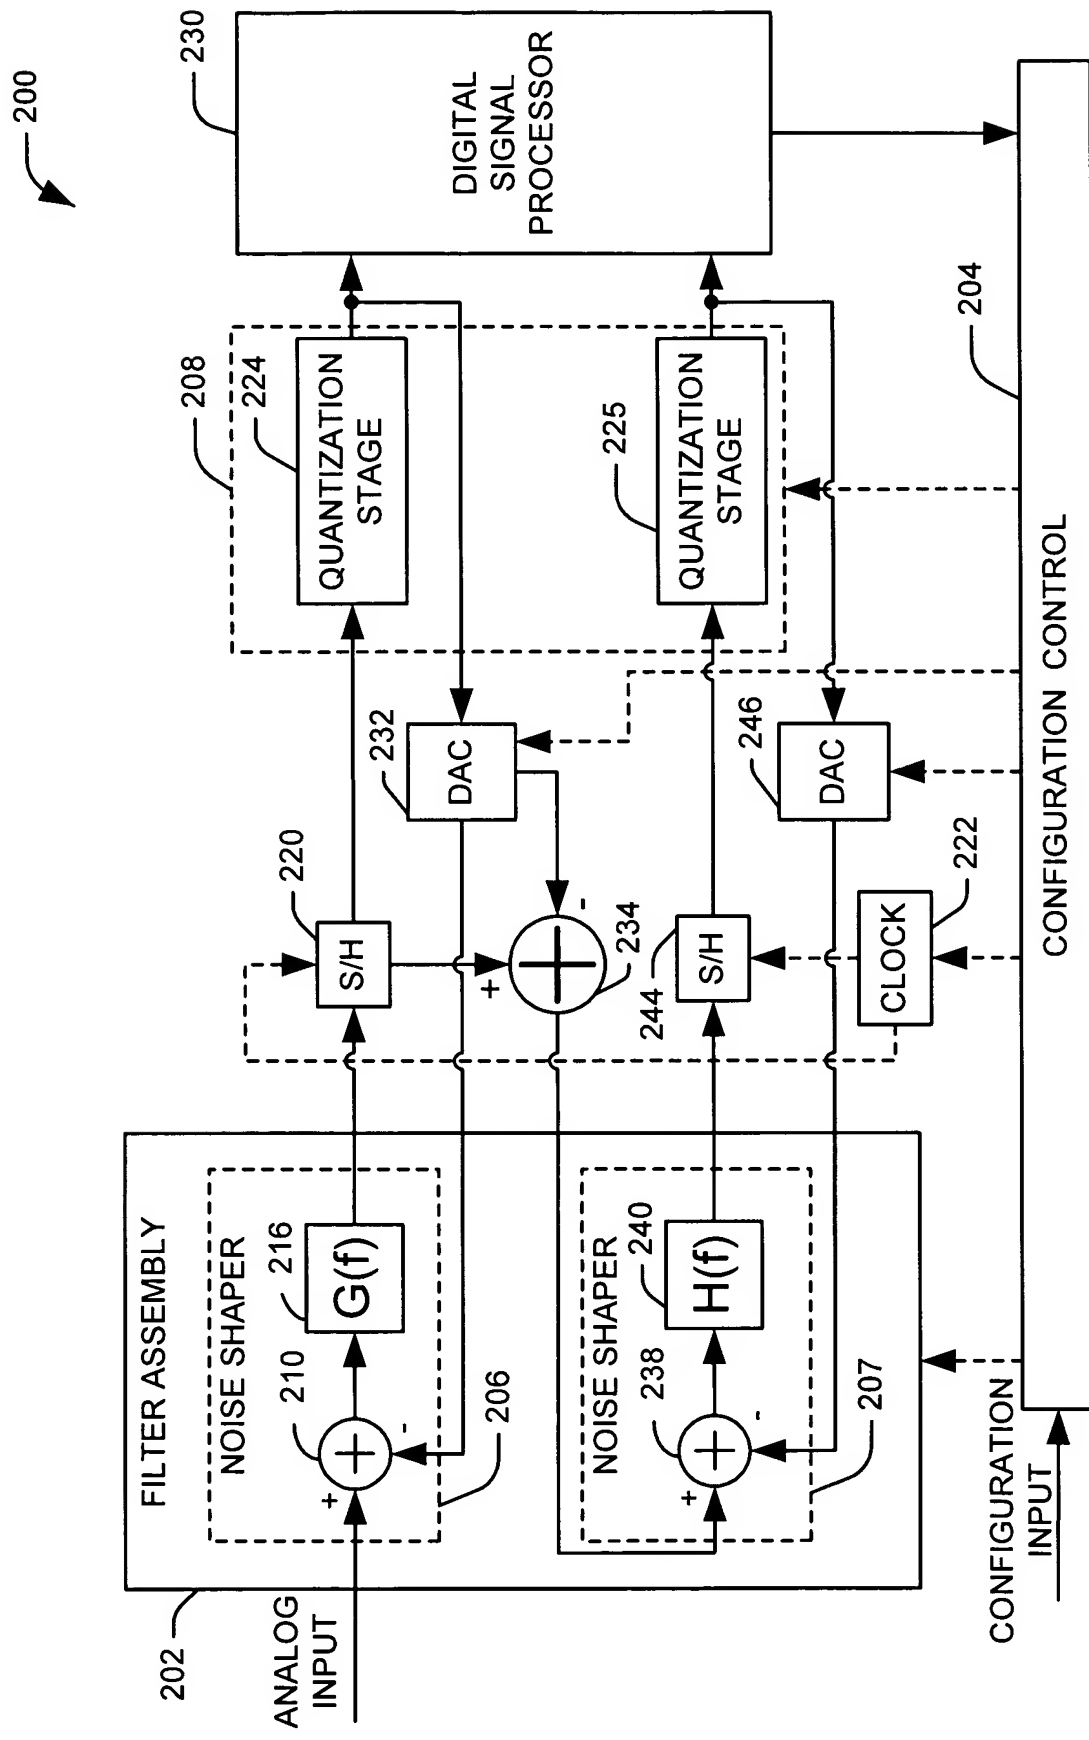 200
FILTER ASSEMBLY
202
NOISE SHAPER
210
216
G(f)
+
-
206
ANALOG
INPUT
220
S/H
232
DAC
208
224
QUANTIZATION
STAGE
230
DIGITAL
SIGNAL
PROCESSOR
+
-
234
NOISE SHAPER
238
240
H(f)
+
-
207
244
S/H
225
QUANTIZATION
STAGE
246
DAC
CLOCK
222
204
CONFIGURATION
INPUT
CONFIGURATION CONTROL